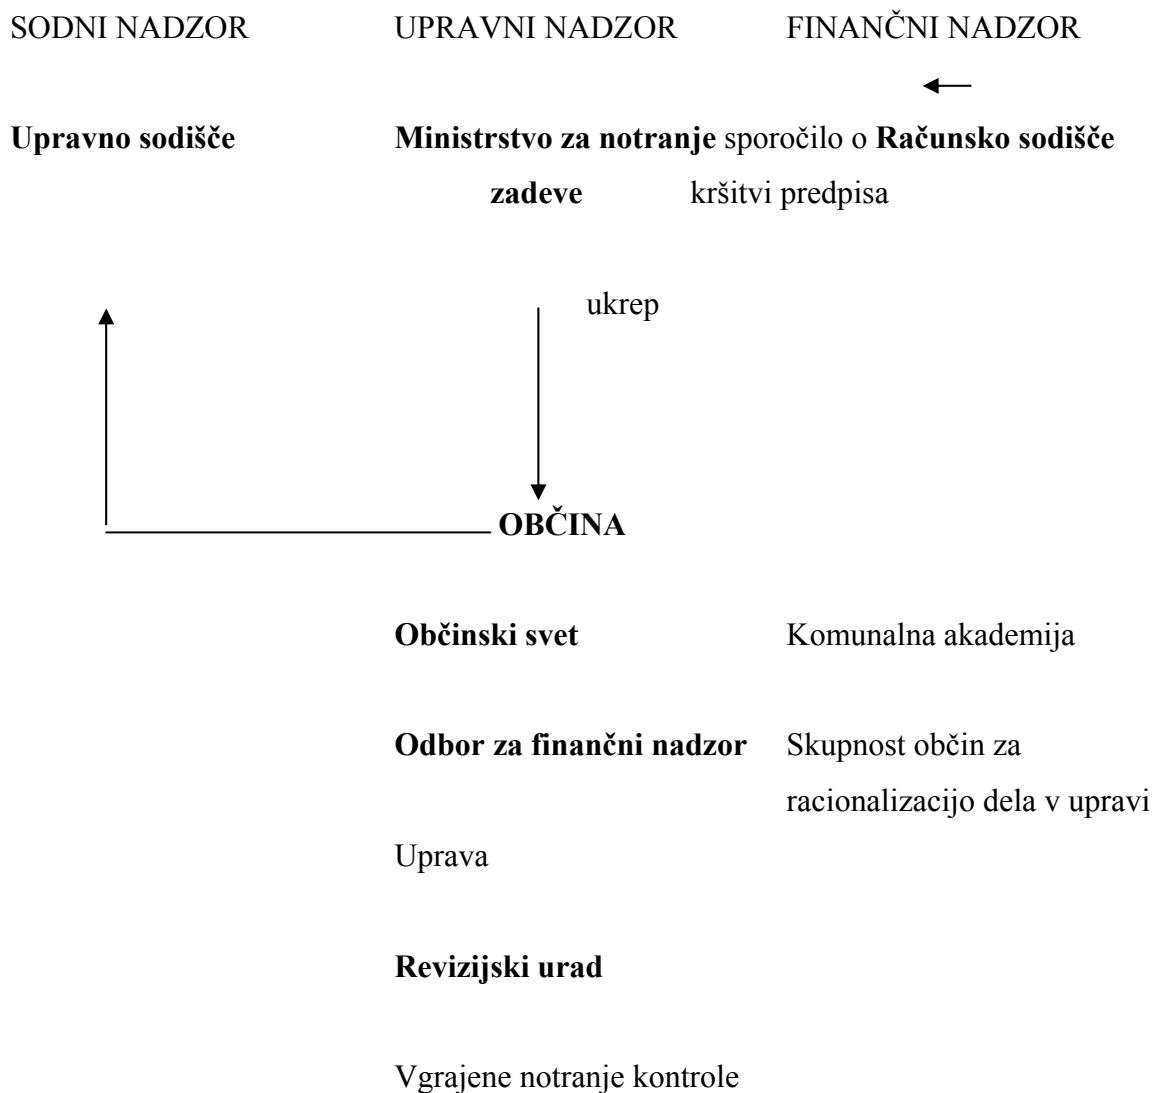 SODNI NADZOR UPRAVNI NADZOR FINANČNI NADZOR
Upravno sodišče Ministrstvo za notranje sporočilo o Računsko sodišče
zadeve kršitvi predpisa
ukrep
OBČINA
Občinski svet Komunalna akademija
Odbor za finančni nadzor Skupnost občin za
racionalizacijo dela v upravi
Uprava
Revizijski urad
Vgrajene notranje kontrole